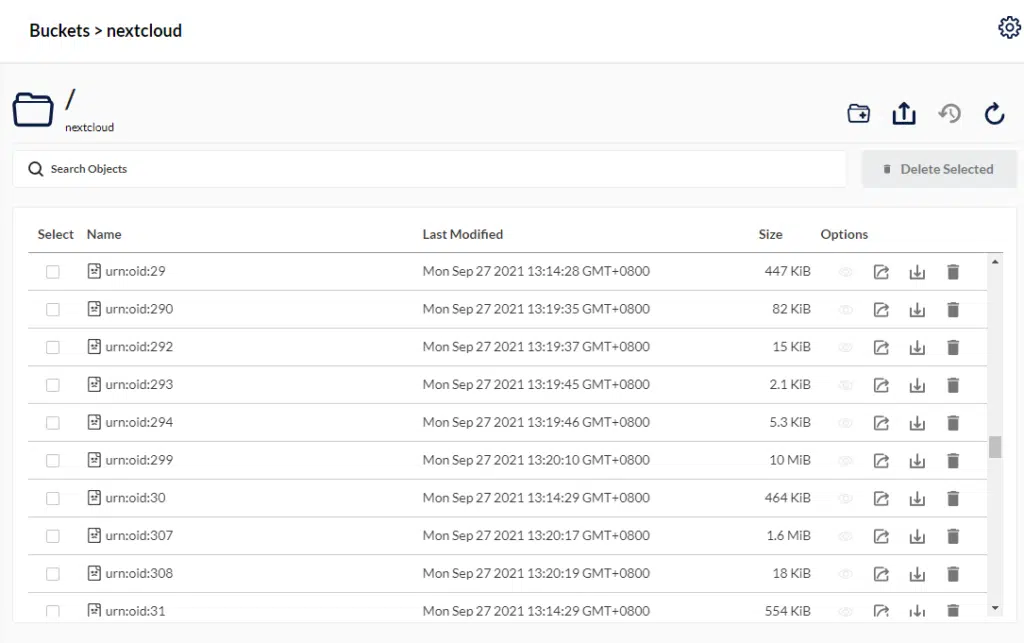 Buckets > nextcloud
/
nextcloud
Search Objects
Delete Selected
Select Name Last Modified Size Options
urn:oid:29 Mon Sep 27 2021 13:14:28 GMT+0800 447 KiB
urn:oid:290 Mon Sep 27 2021 13:19:35 GMT+0800 82 KiB
urn:oid:292 Mon Sep 27 2021 13:19:37 GMT+0800 15 KiB
urn:oid:293 Mon Sep 27 2021 13:19:45 GMT+0800 2.1 KiB
urn:oid:294 Mon Sep 27 2021 13:19:46 GMT+0800 5.3 KiB
urn:oid:299 Mon Sep 27 2021 13:20:10 GMT+0800 10 MiB
urn:oid:30 Mon Sep 27 2021 13:14:29 GMT+0800 464 KiB
urn:oid:307 Mon Sep 27 2021 13:20:17 GMT+0800 1.6 MiB
urn:oid:308 Mon Sep 27 2021 13:20:19 GMT+0800 18 KiB
urn:oid:31 Mon Sep 27 2021 13:14:29 GMT+0800 554 KiB